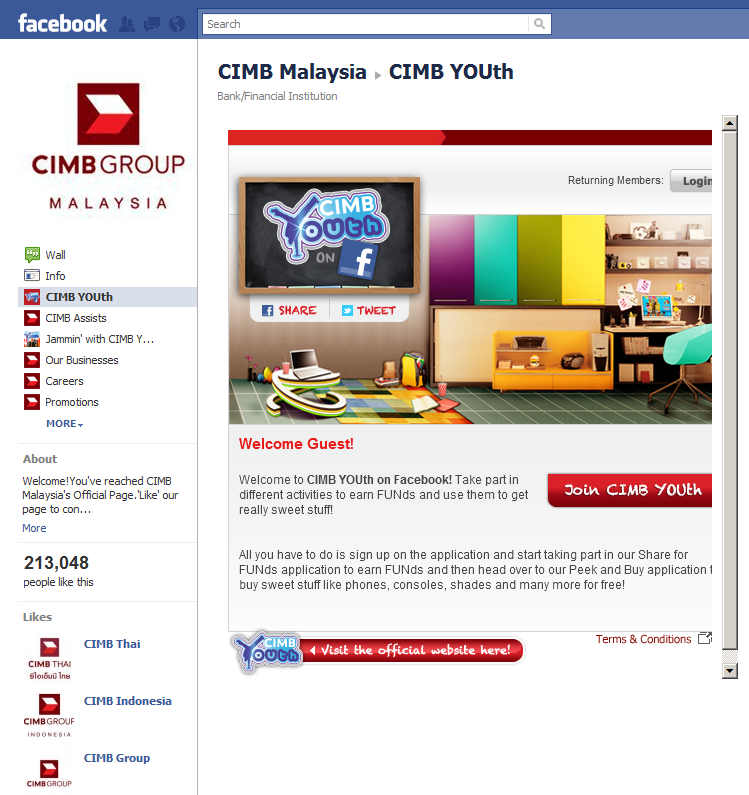 facebook
Search
CIMB GROUP
MALAYSIA
Wall
Info
CIMB YOUth
CIMB Assists
Jammin' with CIMB Y...
Our Businesses
Careers
Promotions
MORE
About
Welcome!You've reached CIMB
Malaysia's Official Page.'Like' our
page to con...
More
213,048
people like this
Likes
CIMB THAI
ซีไอเอ็มบี ไทย
CIMB Thai
CIMB GROUP
INDONESIA
CIMB Indonesia
CIMB GROUP
CIMB Group
CIMB Malaysia CIMB YOUth
Bank/Financial Institution
Returning Members: Login
CIMB
Youth
ON f
SHARE TWEET
Welcome Guest!
Welcome to CIMB YOUth on Facebook! Take part in
different activities to earn FUNds and use them to get
really sweet stuff!
Join CIMB YOUth
All you have to do is sign up on the application and start taking part in our Share for
FUNds application to earn FUNds and then head over to our Peek and Buy application t
buy sweet stuff like phones, consoles, shades and many more for free!
CIMB
Youth
Visit the official website here!
Terms & Conditions